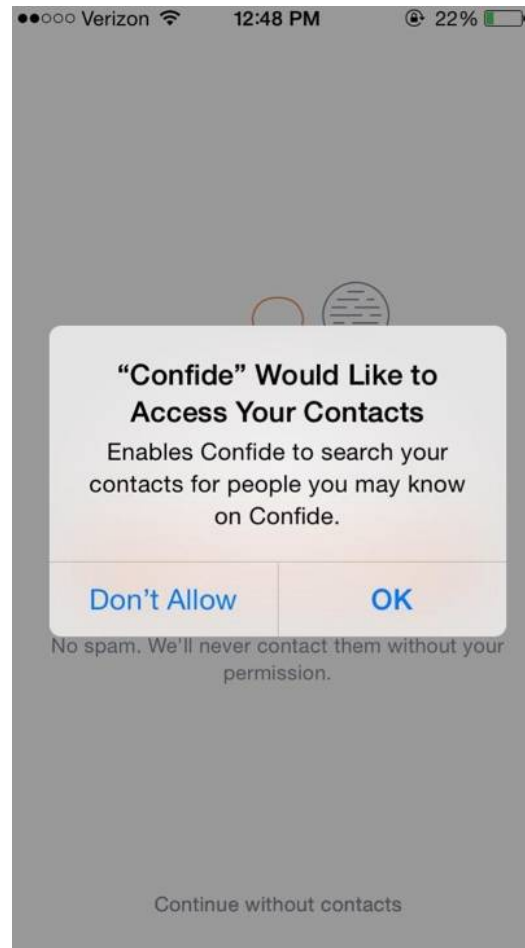 Verizon 12:48 PM 22%
“Confide” Would Like to
Access Your Contacts
Enables Confide to search your
contacts for people you may know
on Confide.
Don’t Allow OK
No spam. We'll never contact them without your
permission.
Continue without contacts